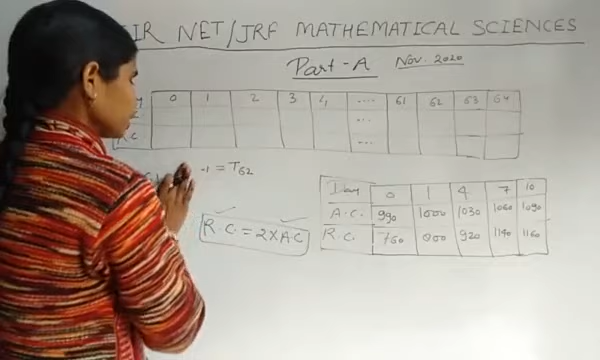 IR NET/JRF MATHEMATICAL SCIENCES
Part-A Nov. 2020
0 1 2 3 4 .... 61 62 63 64
...
R.C ...
-1 = T62
R.C. = 2 X A.C
Day 0 1 4 7 10
A.C. 990 1000 1030 1060 1090
R.C. 760 800 920 1140 1160